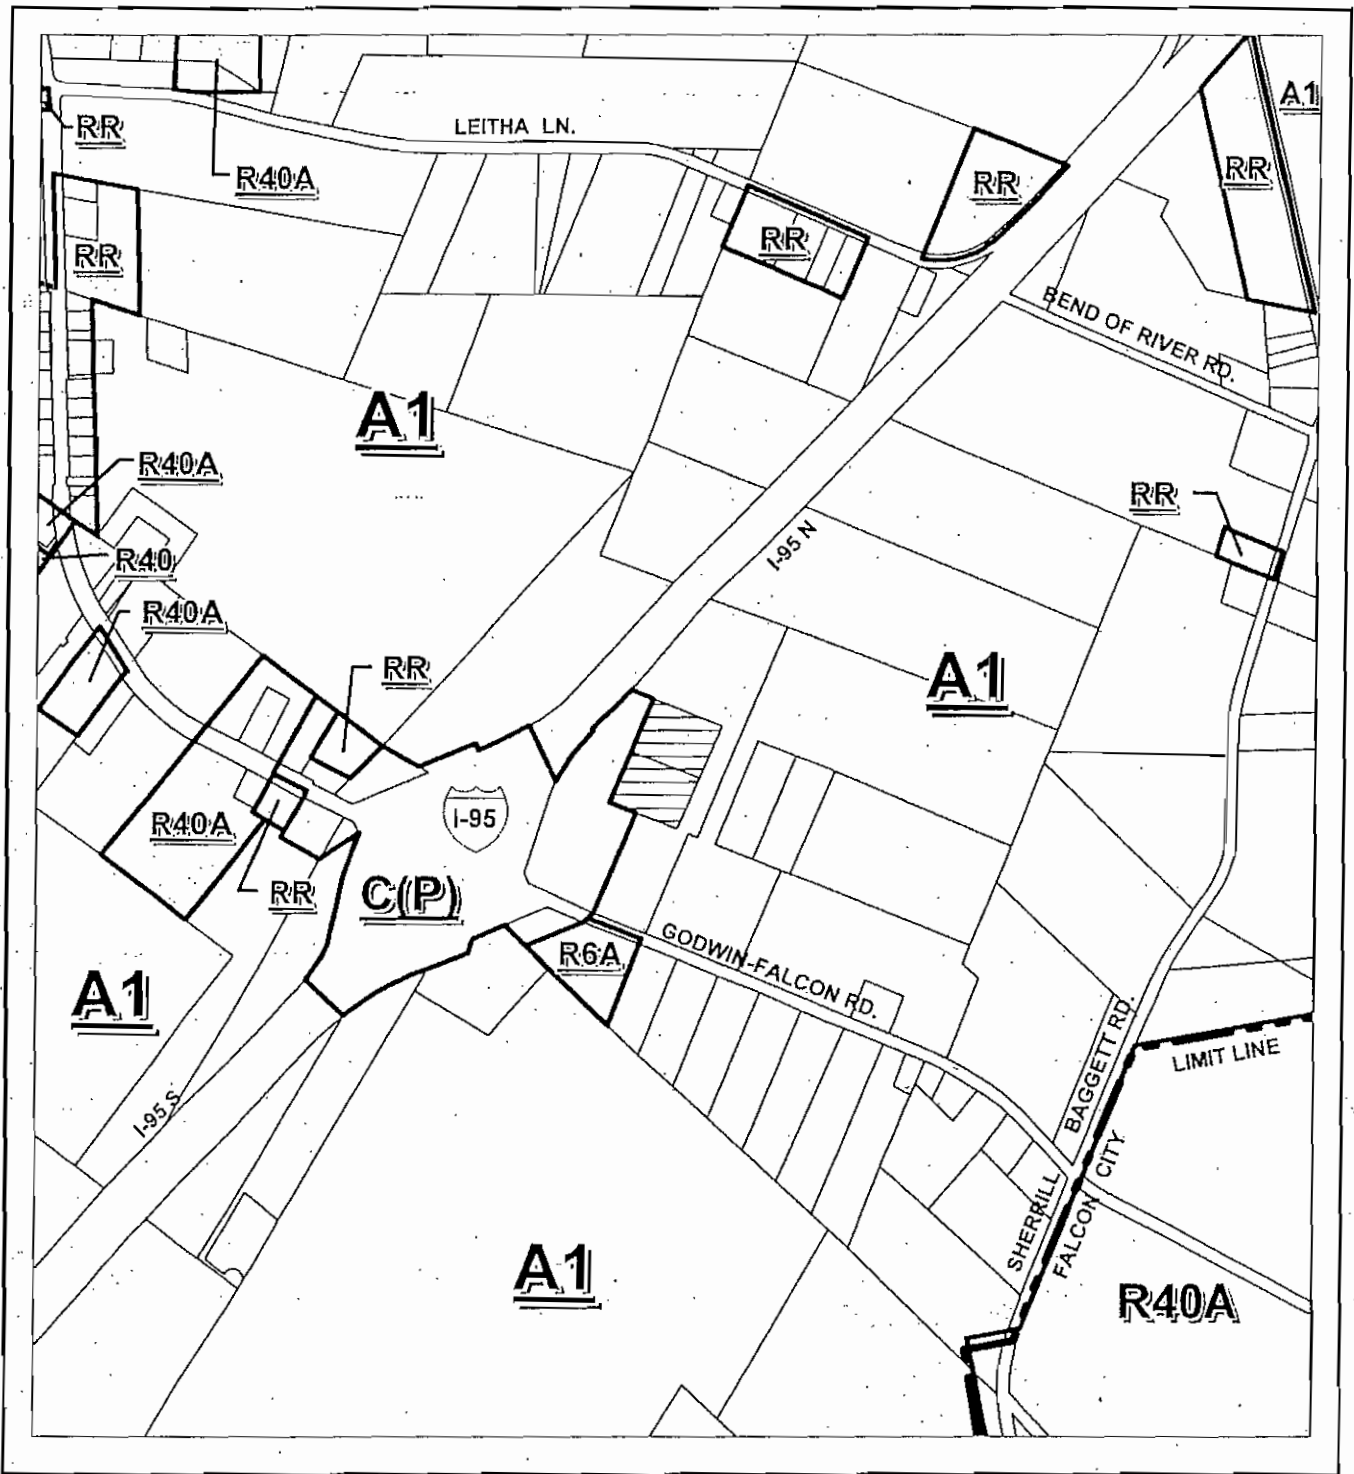 A1
RR
LEITHA LN.
RR
R40A
RR
RR
RR
BEND OF RIVER RD.
A1
R40A
RR
I-95 N
R40
R40A
RR
A1
I-95
R40A
RR
C(P)
R6A
GODWIN-FALCON RD.
A1
BAGGETT RD.
LIMIT LINE
I-95 S
CITY
SHERRILL
FALCON
A1
R40A